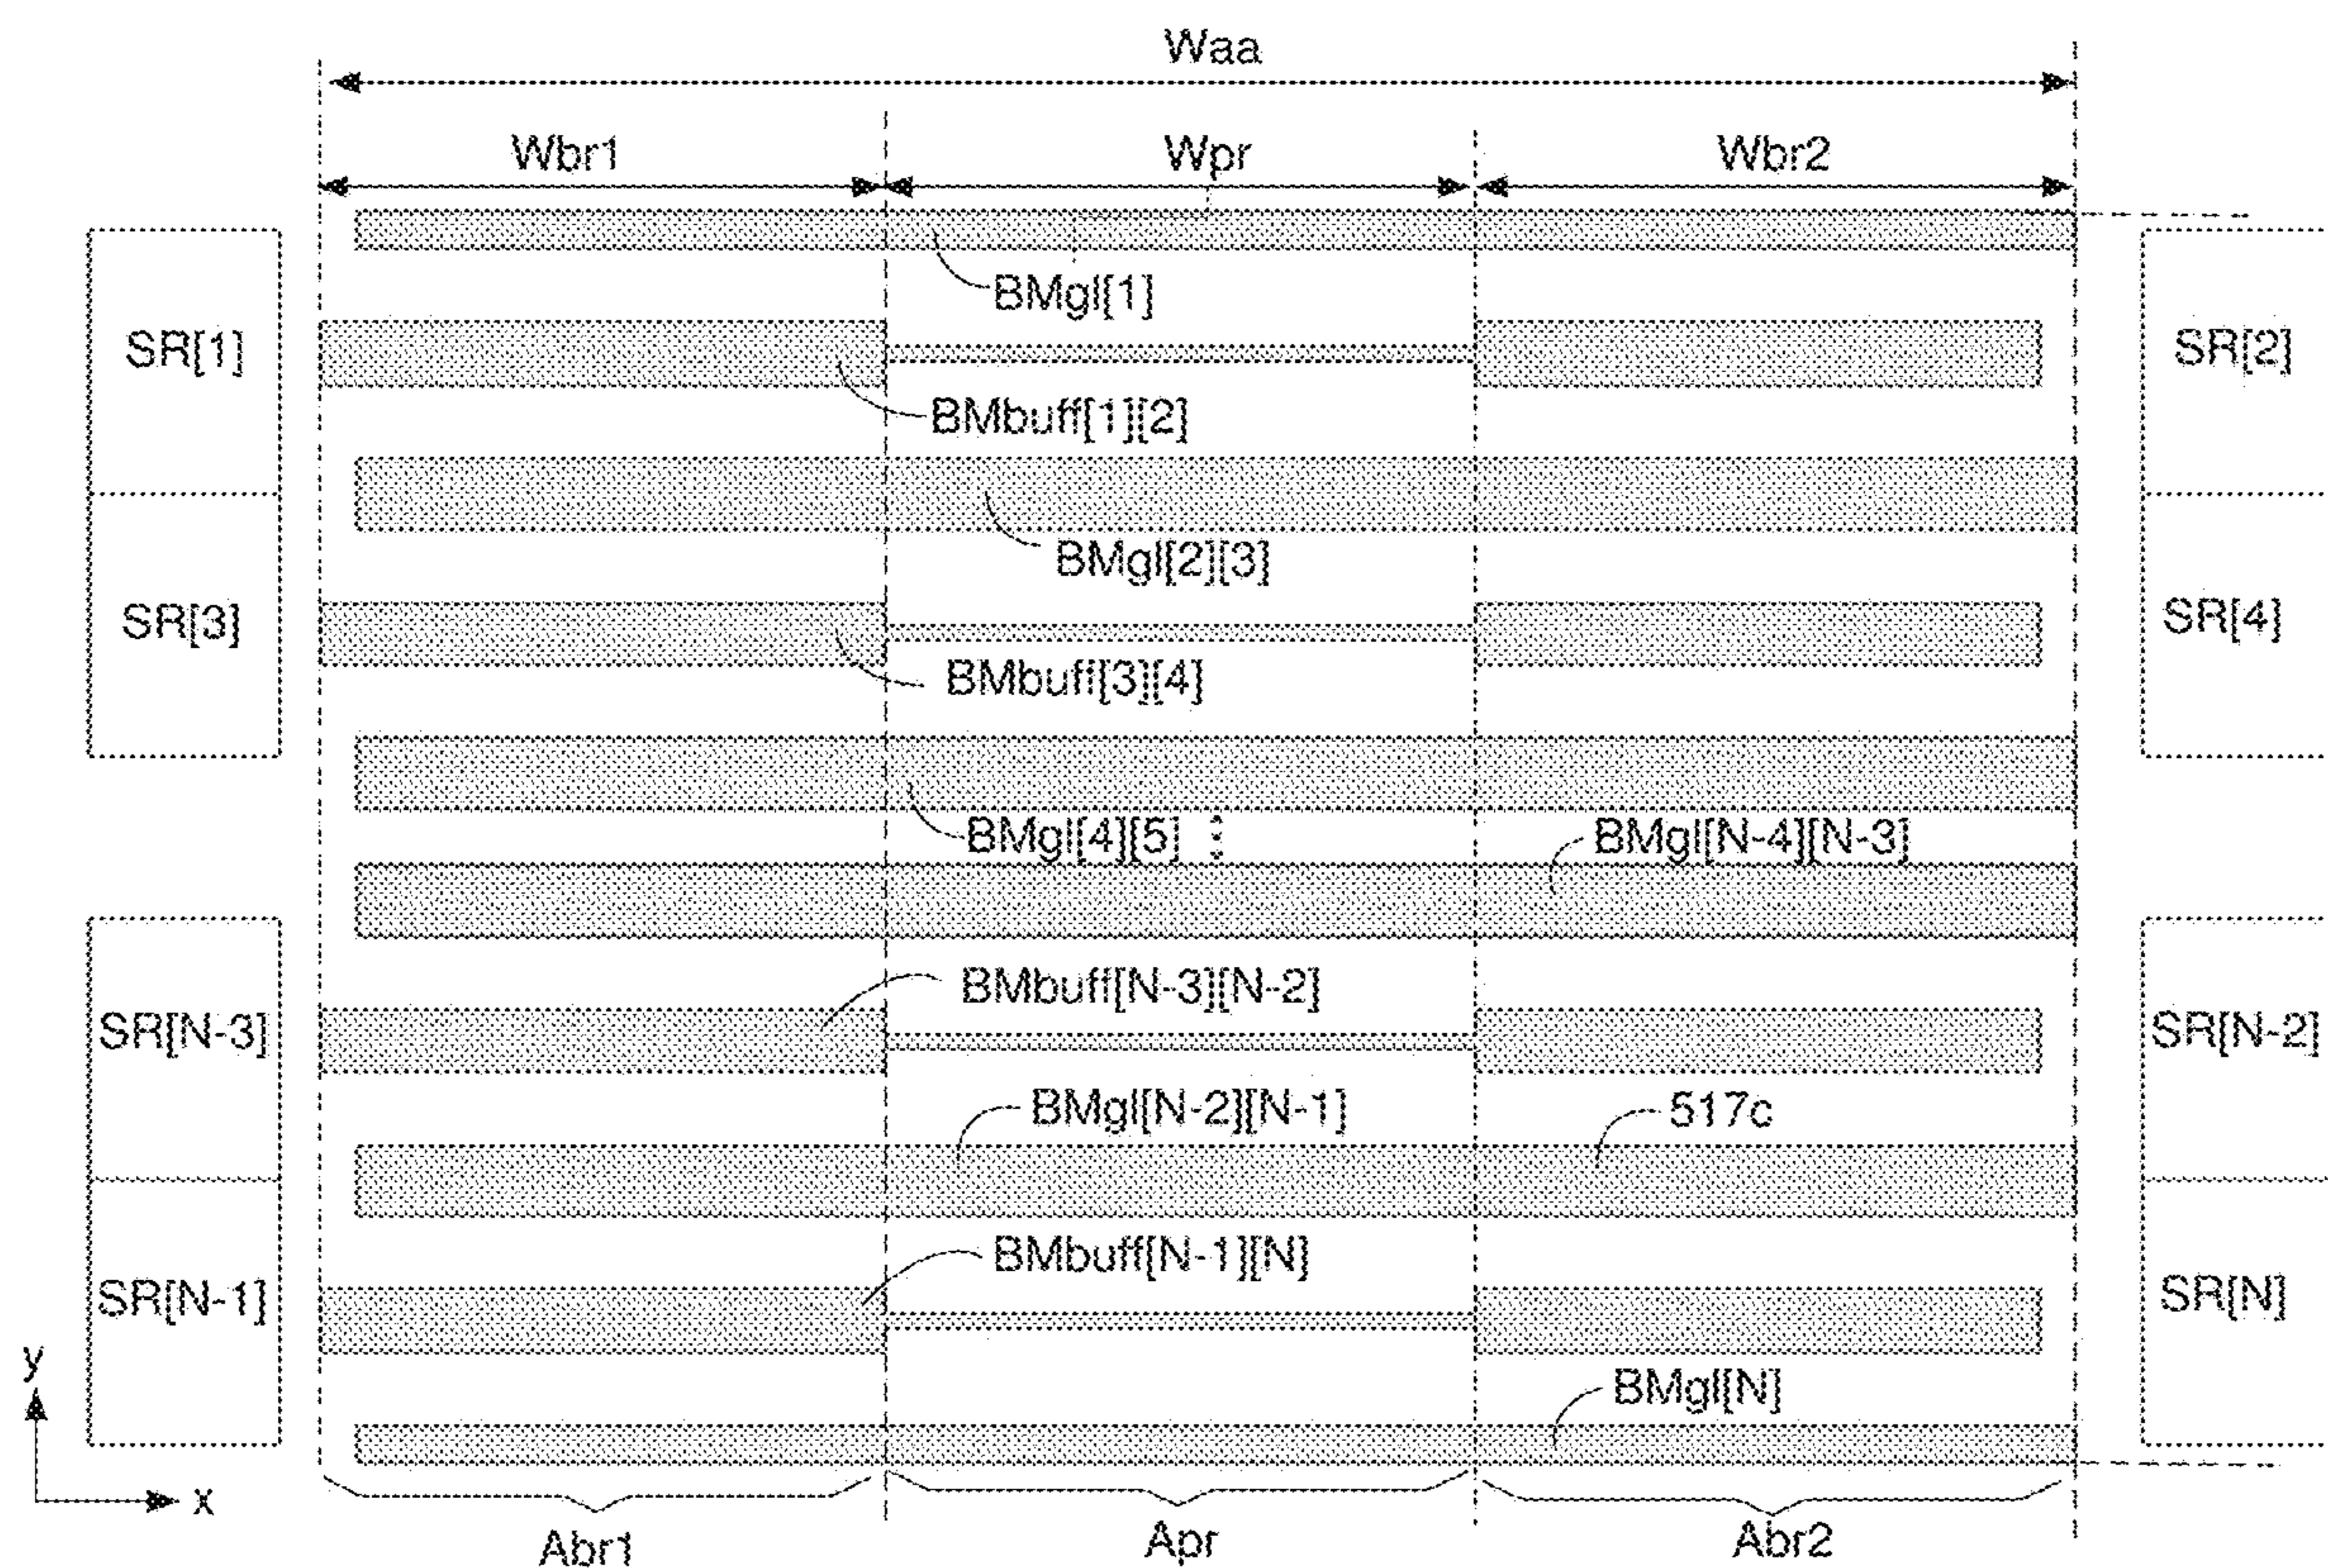 Waa
Wbr1 Wpr Wbr2
BMgl[1]
SR[1] SR[2]
BMbuff[1][2]
BMgl[2][3]
SR[3] SR[4]
BMbuff[3][4]
BMgl[4][5] ⋮ BMgl[N-4][N-3]
BMbuff[N-3][N-2]
SR[N-3] SR[N-2]
BMgl[N-2][N-1] 517c
BMbuff[N-1][N]
SR[N-1] SR[N]
y
BMgl[N]
x
Abr1 Apr Abr2